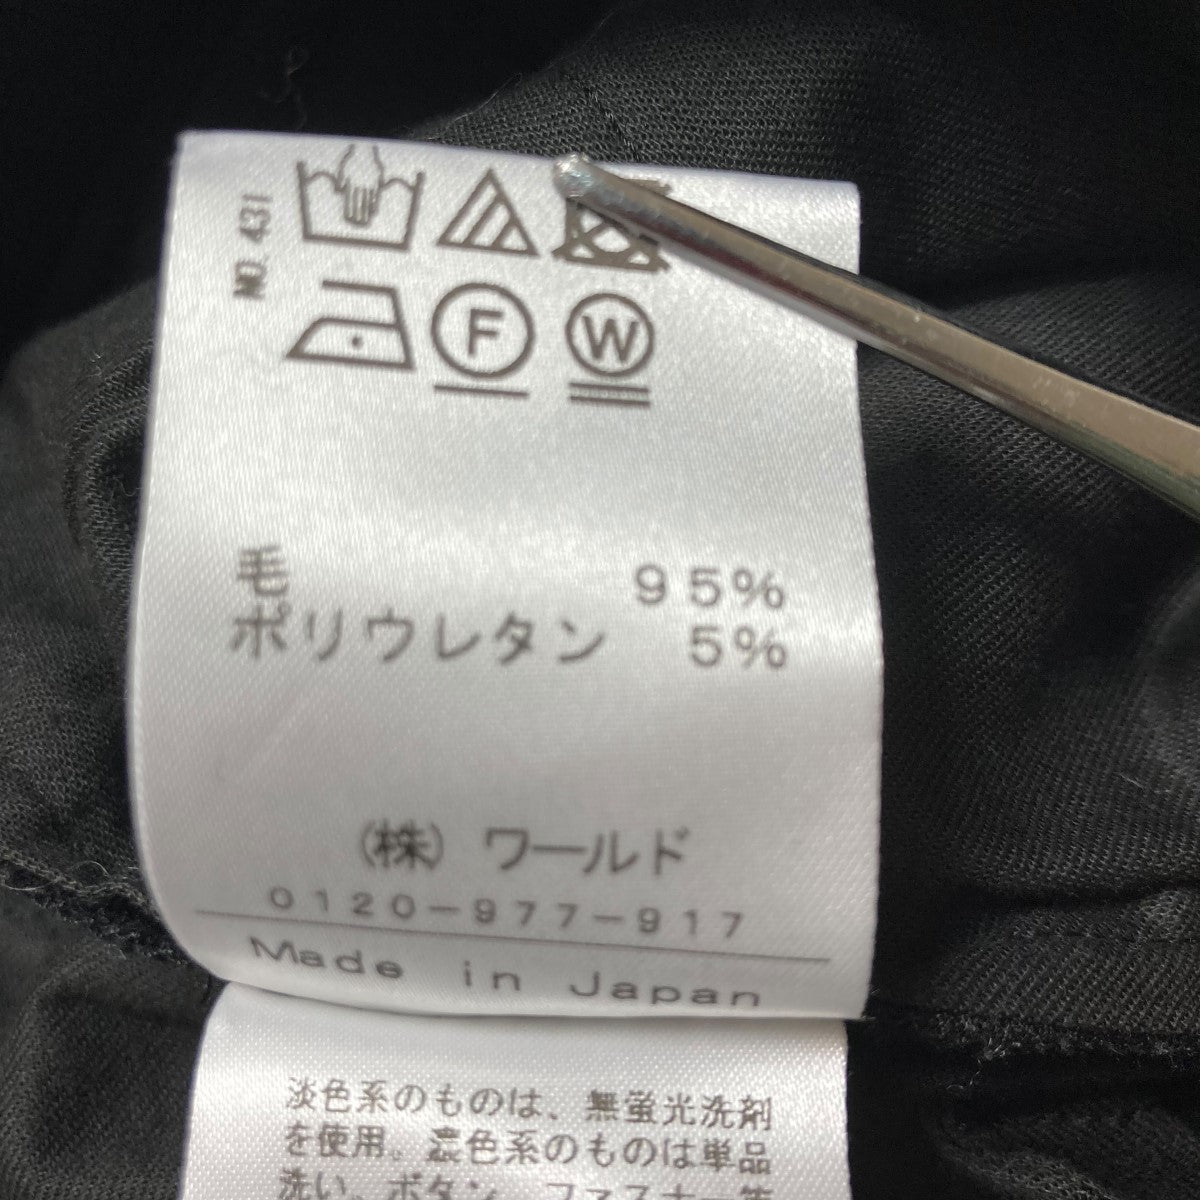 NO.431
F W
毛 95%
ポリウレタン 5%
(株) ワールド
0120-977-917
Made in Japan
淡色系のものは、無蛍光洗剤
を使用。濃色系のものは単品
洗い。ボタン、ファスナー等